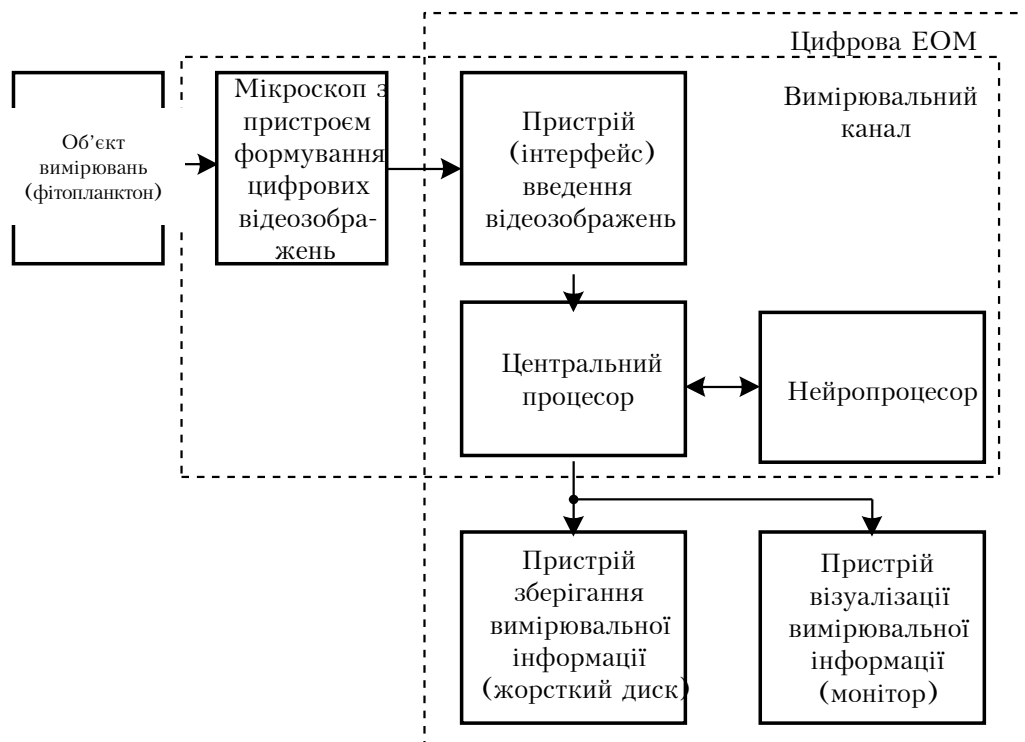 Цифрова ЕОМ
Вимірювальний
канал
Об’єкт
вимірювань
(фітопланктон)
Мікроскоп з
пристроєм
формування
цифрових
відеозобра-
жень
Пристрій
(інтерфейс)
введення
відеозображень
Центральний
процесор
Нейропроцесор
Пристрій
зберігання
вимірювальної
інформації
(жорсткий диск)
Пристрій
візуалізації
вимірювальної
інформації
(монітор)